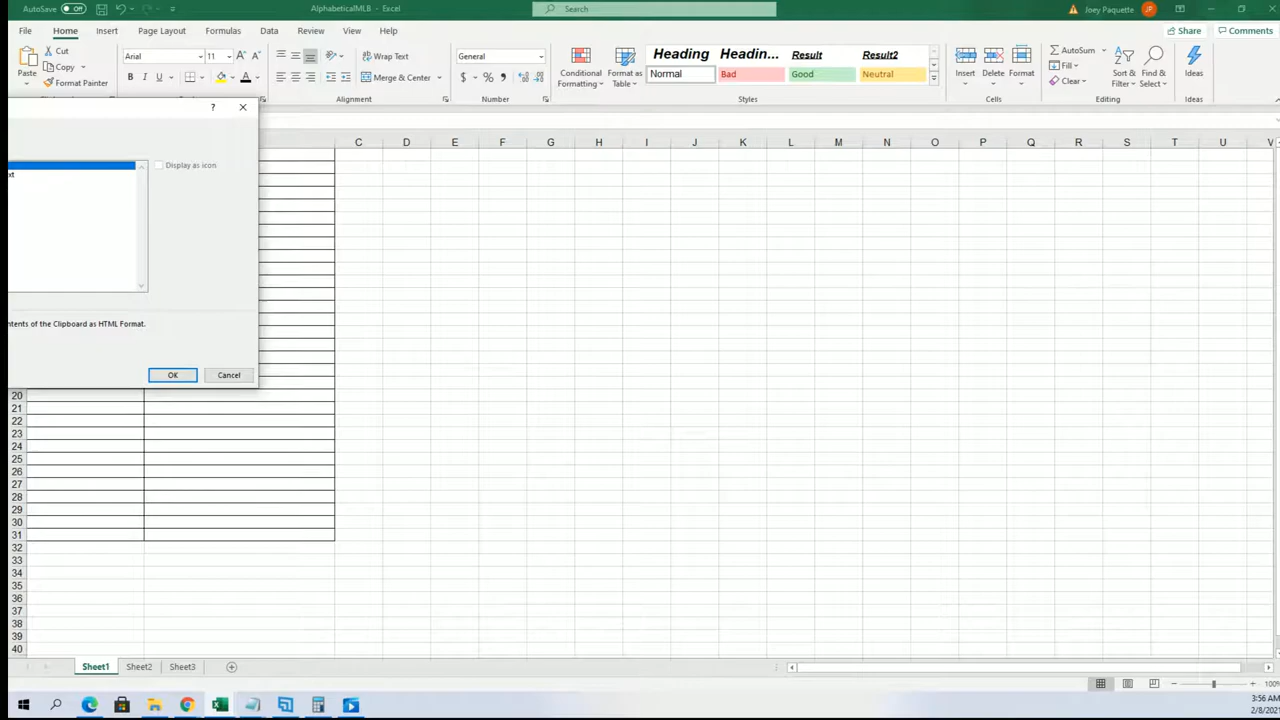 AutoSave Off AlphabeticalMLB - Excel Search Joey Paquette JP
File Home Insert Page Layout Formulas Data Review View Help Share Comments
Paste Cut Copy Format Painter
Arial 11 A A
B I U A
Wrap Text
Merge & Center
Alignment
General
$ % ,
Number
Conditional Formatting
Format as Table
Heading Headin... Result Result2
Normal Bad Good Neutral
Styles
Insert Delete Format
Cells
AutoSum
Fill
Clear
Sort & Filter
Find & Select
Editing
Ideas
Ideas
?
Display as icon
xt
ntents of the Clipboard as HTML Format.
OK Cancel
C D E F G H I J K L M N O P Q R S T U V
20
21
22
23
24
25
26
27
28
29
30
31
32
33
34
35
36
37
38
39
40
Sheet1 Sheet2 Sheet3
100%
3:56 AM